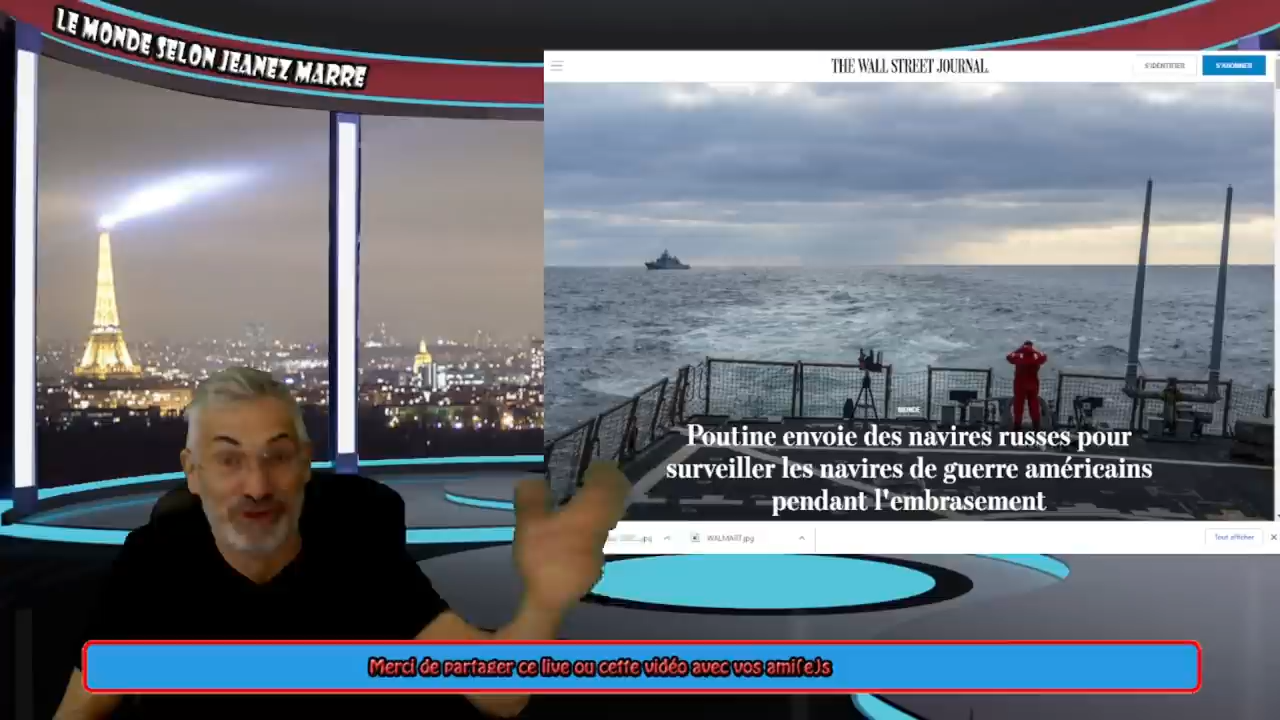 LE MONDE SELON JEANEZ MARRE
THE WALL STREET JOURNAL
S'IDENTIFIER
S'ABONNER
MONDE
Poutine envoie des navires russes pour
surveiller les navires de guerre américains
pendant l'embrasement
.jpg
WALMART.jpg
Tout afficher
Merci de partager ce live ou cette vidéo avec vos ami(e)s